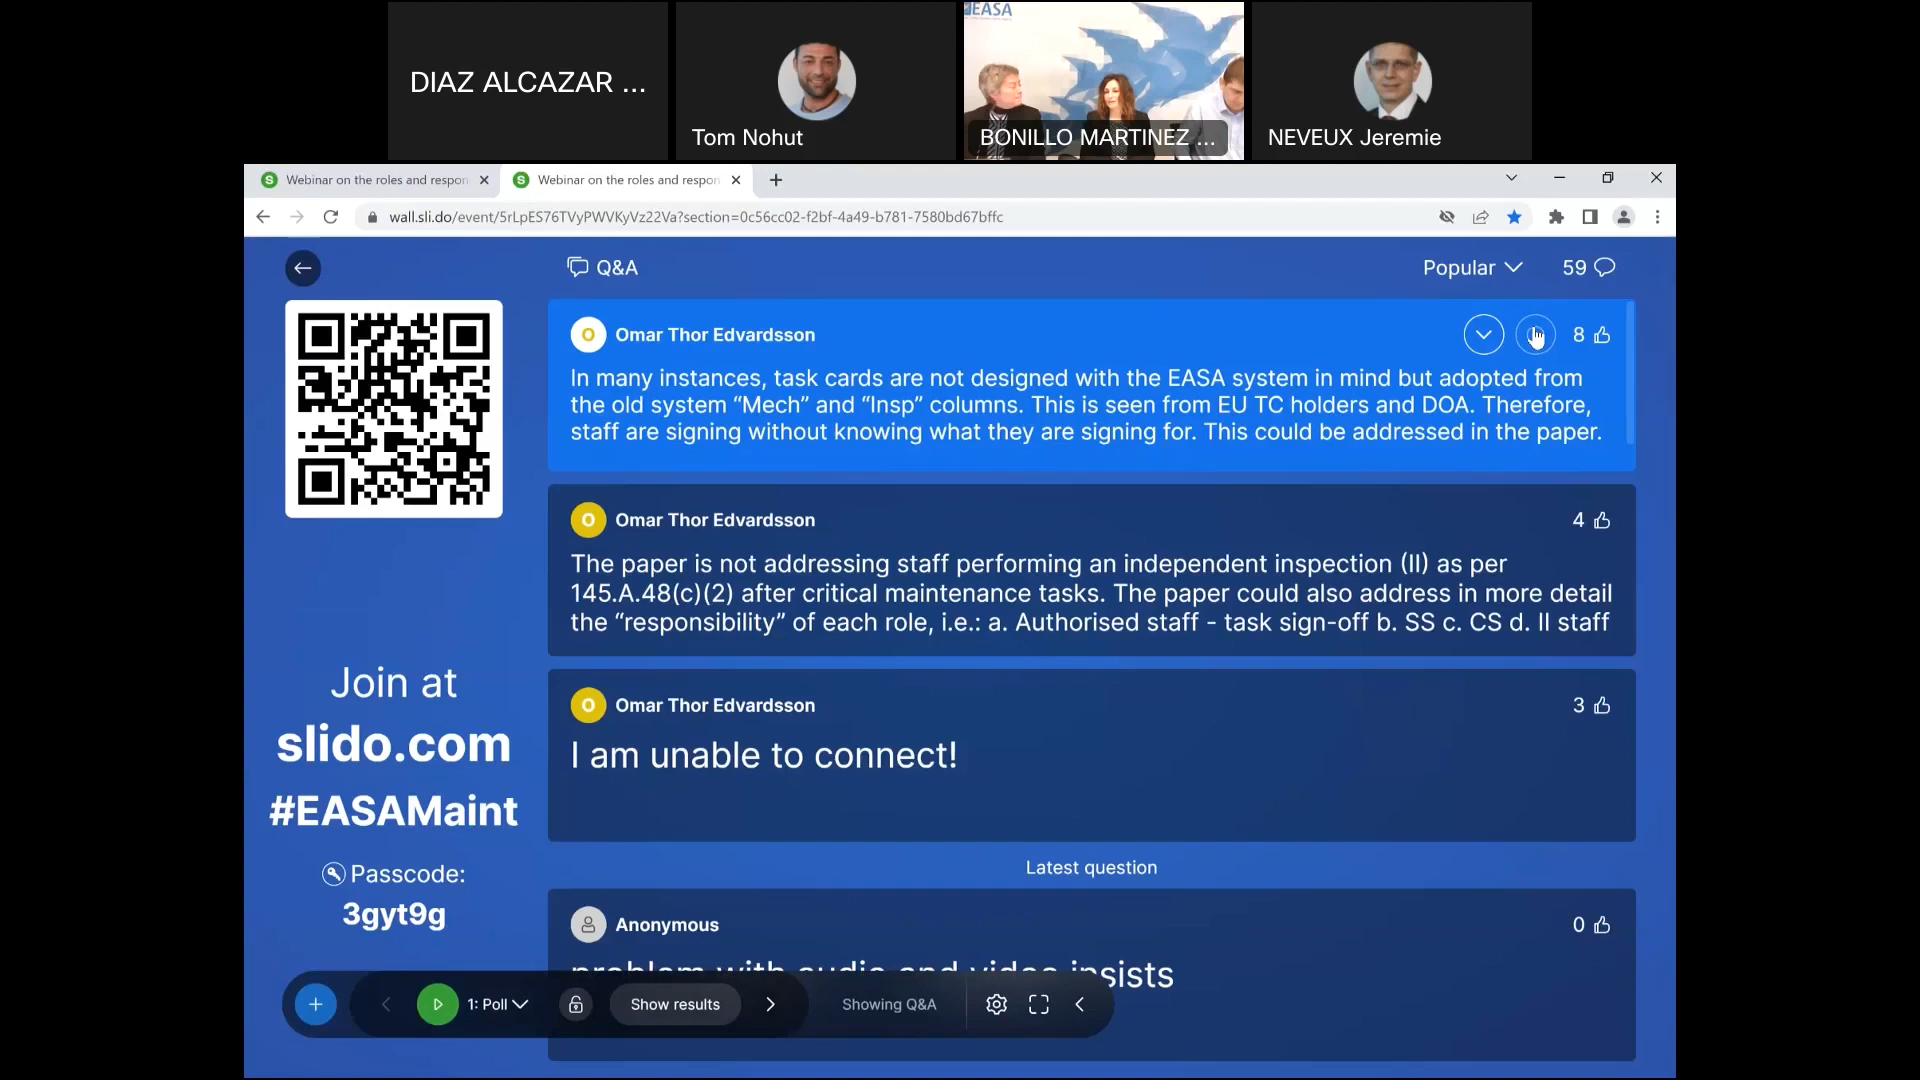 DIAZ ALCAZAR ...
Tom Nohut
EASA
BONILLO MARTINEZ ...
NEVEUX Jeremie
Webinar on the roles and respon
Webinar on the roles and respon
wall.sli.do/event/5rLpES76TVyPWVKyVz22Va?section=0c56cc02-f2bf-4a49-b781-7580bd67bffc
Q&A
Popular
59
O
Omar Thor Edvardsson
8
In many instances, task cards are not designed with the EASA system in mind but adopted from
the old system “Mech” and “Insp” columns. This is seen from EU TC holders and DOA. Therefore,
staff are signing without knowing what they are signing for. This could be addressed in the paper.
O
Omar Thor Edvardsson
4
The paper is not addressing staff performing an independent inspection (II) as per
145.A.48(c)(2) after critical maintenance tasks. The paper could also address in more detail
the “responsibility” of each role, i.e.: a. Authorised staff - task sign-off b. SS c. CS d. II staff
O
Omar Thor Edvardsson
3
I am unable to connect!
Latest question
Anonymous
0
problem with audio and video insists
Join at
slido.com
#EASAMaint
Passcode:
3gyt9g
1: Poll
Show results
Showing Q&A